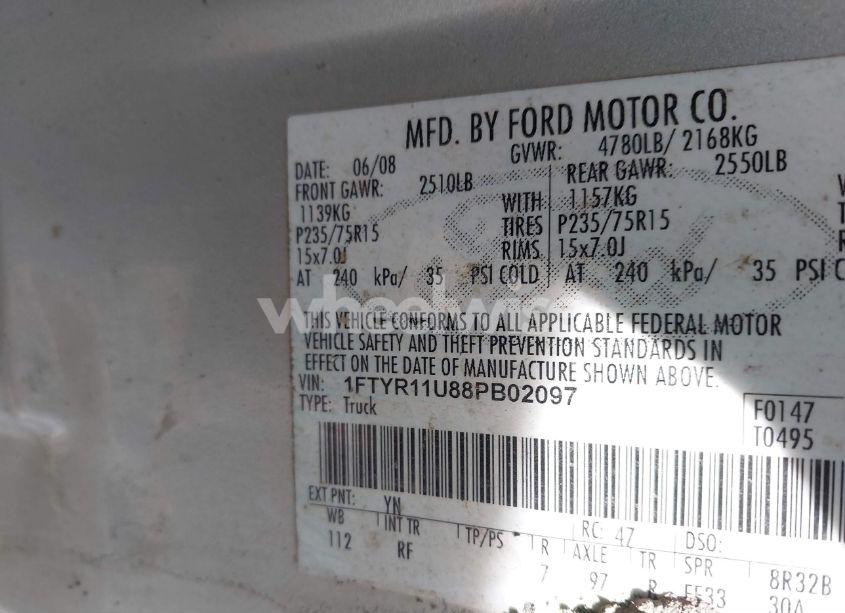 MFD. BY FORD MOTOR CO.
DATE: 06/08 GVWR: 4780LB/ 2168KG
FRONT GAWR: 2510LB REAR GAWR: 2550LB
1139KG WITH 1157KG
P235/75R15 TIRES P235/75R15
15x7.0J RIMS 15x7.0J
AT 240 kPa/ 35 PSI COLD AT 240 kPa/ 35 PSI
THIS VEHICLE CONFORMS TO ALL APPLICABLE FEDERAL MOTOR
VEHICLE SAFETY AND THEFT PREVENTION STANDARDS IN
EFFECT ON THE DATE OF MANUFACTURE SHOWN ABOVE.
VIN: 1FTYR11U88PB02097
TYPE: Truck
F0147
T0495
EXT PNT: YN RC: 47 DSO:
WB INT TR TP/PS R AXLE TR SPR
112 RF 7 97 8R32B
30A